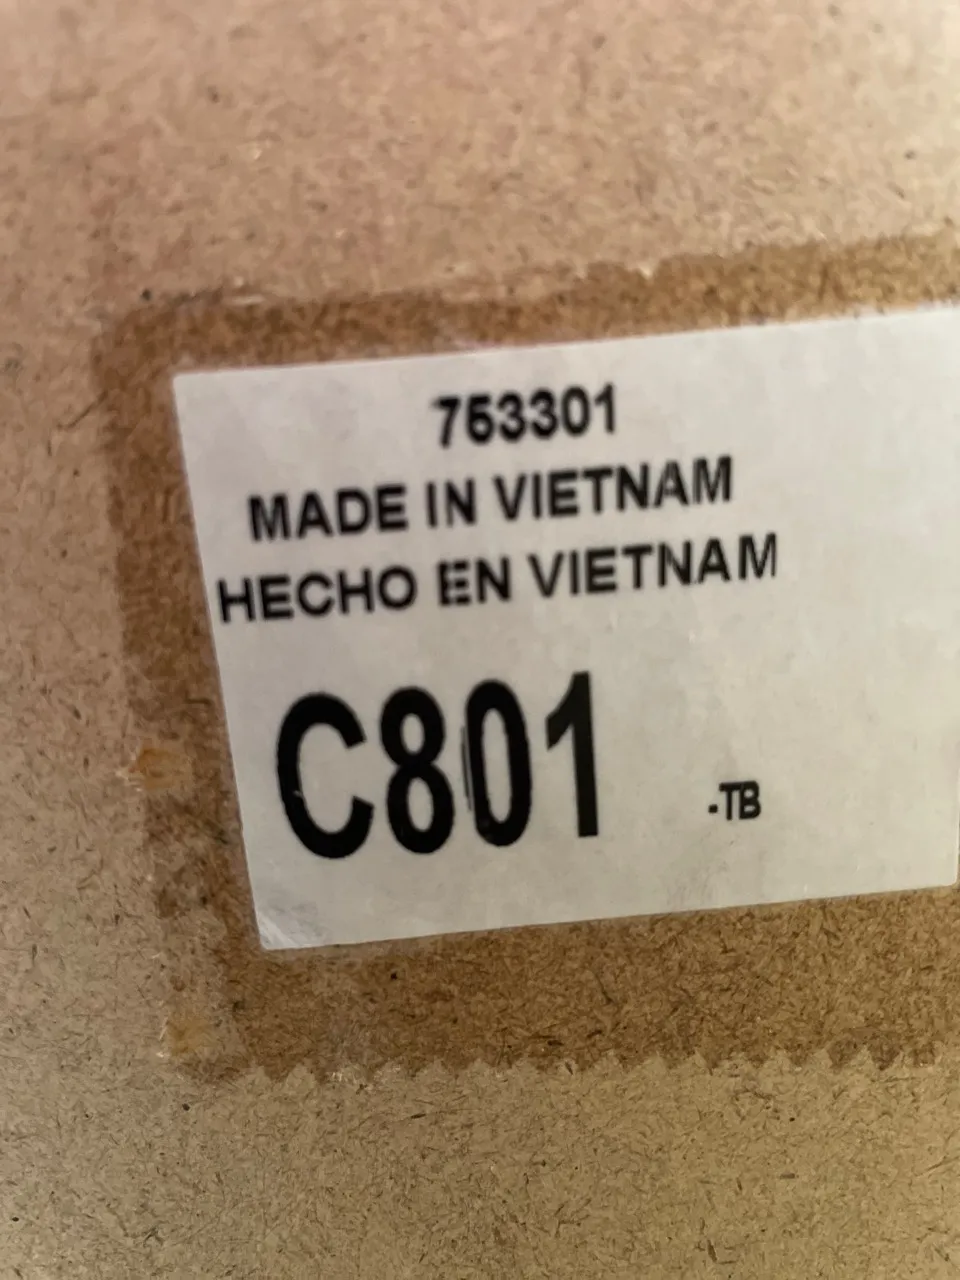 753301
MADE IN VIETNAM
HECHO EN VIETNAM
C801 -TB